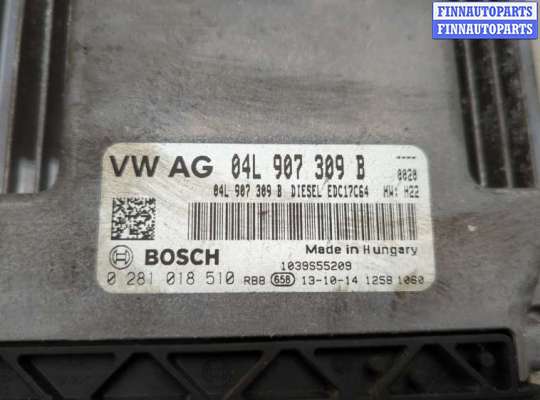 FINNAUTOPARTS
FINNAUTOPARTS
VW AG 04L 907 309 B ----
04L 907 309 B DIESEL EDC17C64 HW: H22
0020
BOSCH Made in Hungary
1039S55209
0 281 018 510 RBB 658 13-10-14 1258 1060